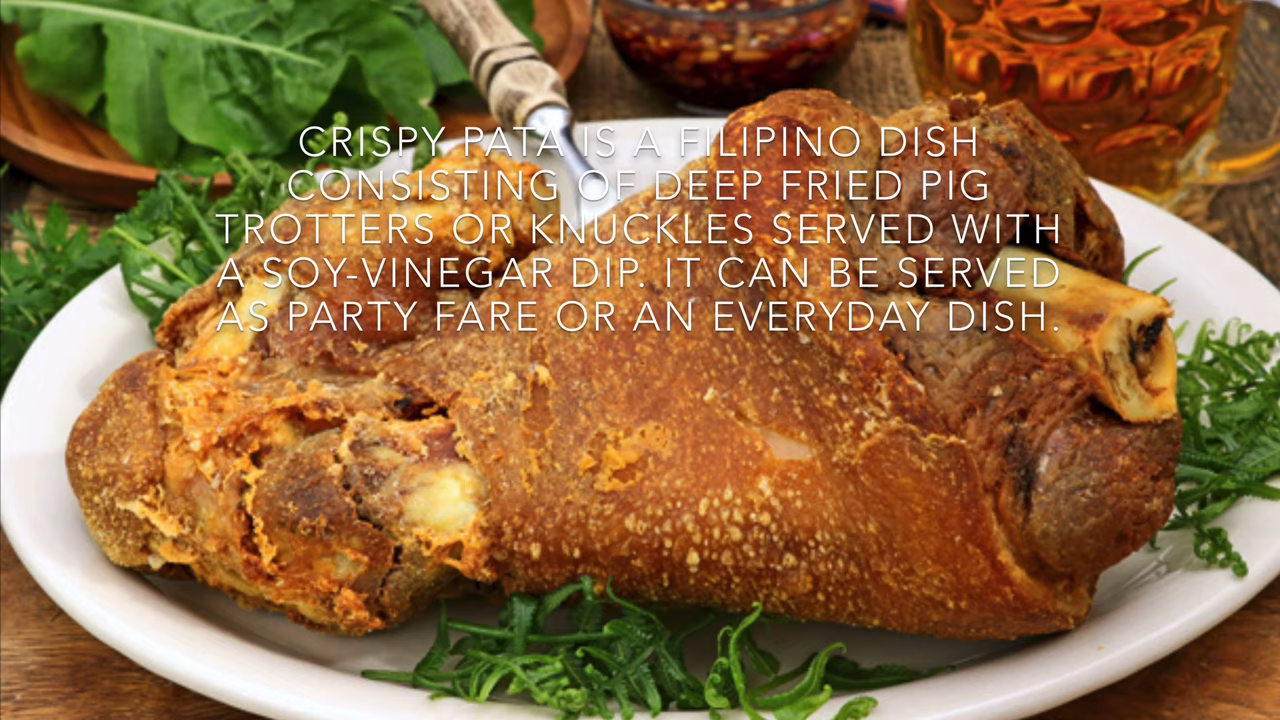 CRISPY PATA IS A FILIPINO DISH
CONSISTING OF DEEP FRIED PIG
TROTTERS OR KNUCKLES SERVED WITH
A SOY-VINEGAR DIP. IT CAN BE SERVED
AS PARTY FARE OR AN EVERYDAY DISH.